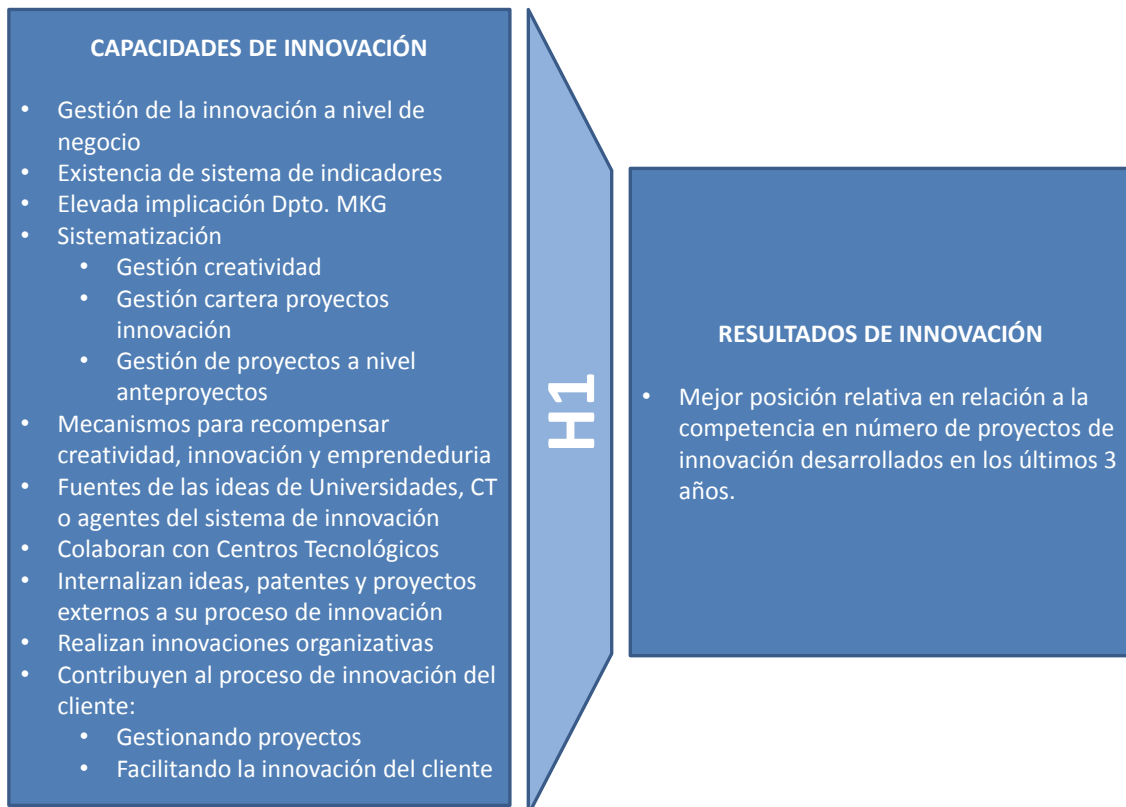 CAPACIDADES DE INNOVACIÓN
• Gestión de la innovación a nivel de
negocio
• Existencia de sistema de indicadores
• Elevada implicación Dpto. MKG
• Sistematización
• Gestión creatividad
• Gestión cartera proyectos
innovación
• Gestión de proyectos a nivel
anteproyectos
• Mecanismos para recompensar
creatividad, innovación y emprendeduria
• Fuentes de las ideas de Universidades, CT
o agentes del sistema de innovación
• Colaboran con Centros Tecnológicos
• Internalizan ideas, patentes y proyectos
externos a su proceso de innovación
• Realizan innovaciones organizativas
• Contribuyen al proceso de innovación del
cliente:
• Gestionando proyectos
• Facilitando la innovación del cliente
H1
RESULTADOS DE INNOVACIÓN
• Mejor posición relativa en relación a la
competencia en número de proyectos de
innovación desarrollados en los últimos 3
años.